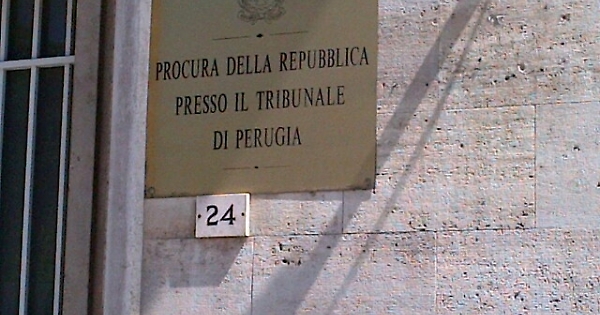 PROCURA DELLA REPUBBLICA
PRESSO IL TRIBUNALE
DI PERUGIA
· 24 ·